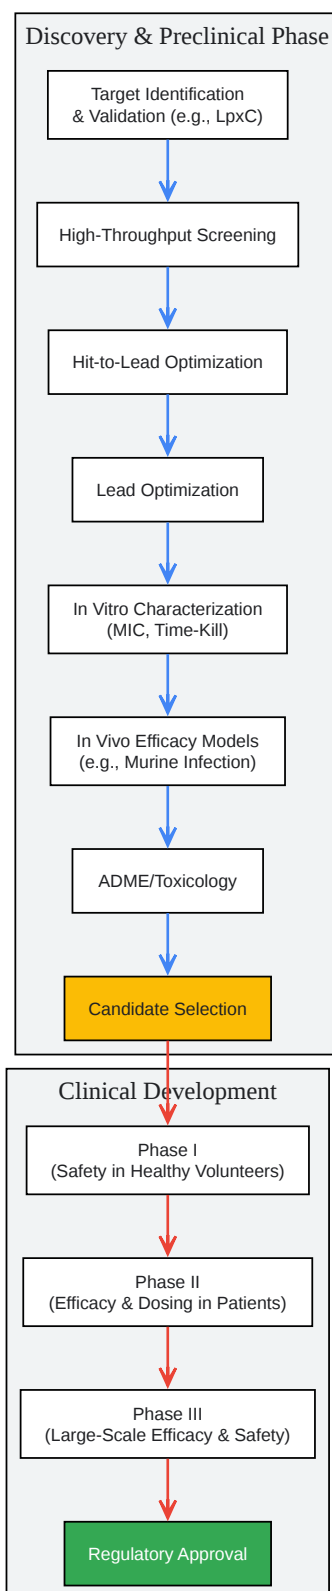 Discovery & Preclinical Phase
Target Identification
& Validation (e.g., LpxC)
High-Throughput Screening
Hit-to-Lead Optimization
Lead Optimization
In Vitro Characterization
(MIC, Time-Kill)
In Vivo Efficacy Models
(e.g., Murine Infection)
ADME/Toxicology
Candidate Selection
Clinical Development
Phase I
(Safety in Healthy Volunteers)
Phase II
(Efficacy & Dosing in Patients)
Phase III
(Large-Scale Efficacy & Safety)
Regulatory Approval